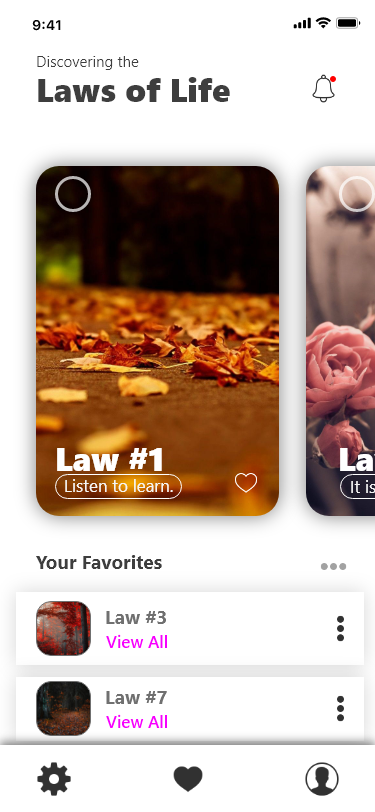 9:41
Discovering the
Laws of Life
Law #1
Listen to learn.
La
It is
Your Favorites
Law #3
View All
Law #7
View All